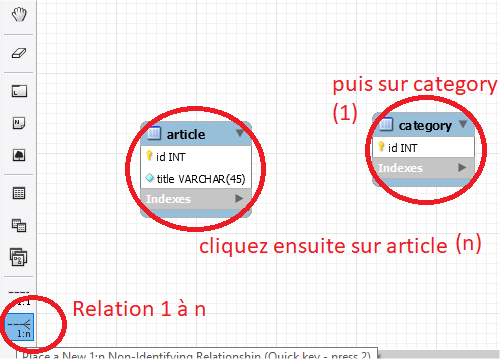 puis sur category
(1)
article
id INT
title VARCHAR(45)
Indexes
category
id INT
Indexes
cliquez ensuite sur article (n)
Relation 1 à n
1:1
1:n
Place a New 1:n Non-Identifying Relationship (Quick key - press 2)